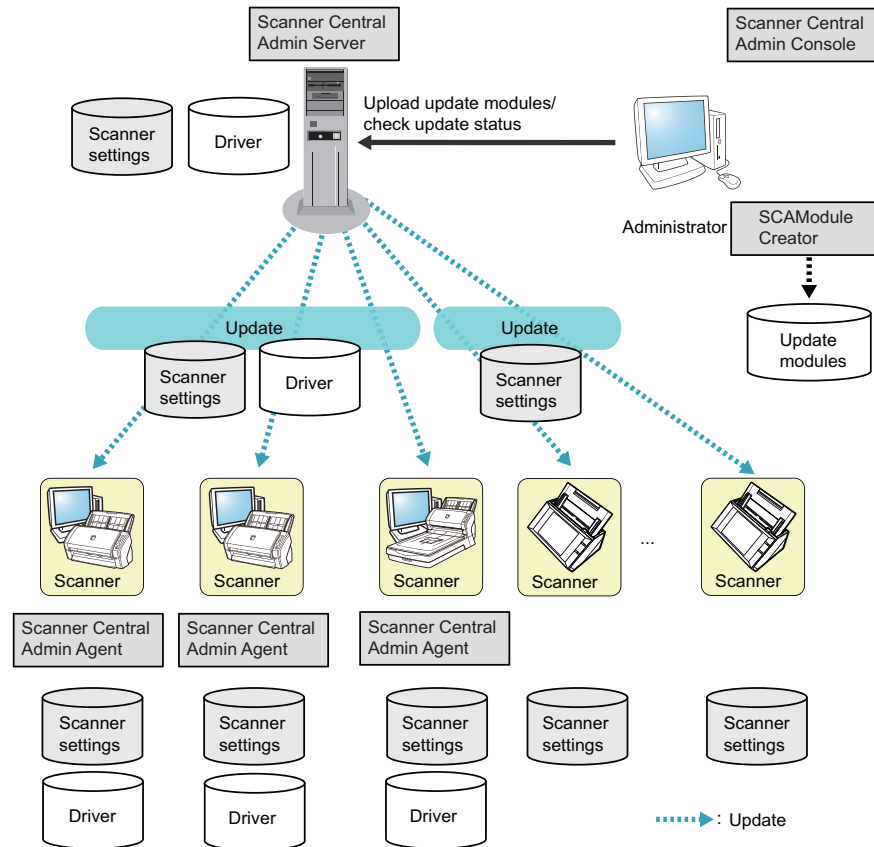 Scanner Central
Admin Server
Scanner Central
Admin Console
Upload update modules/
check update status
Scanner
settings
Driver
Administrator
SCAModule
Creator
Update
modules
Update
Update
Scanner
settings
Driver
Scanner
settings
Scanner
Scanner
Scanner
Scanner
...
Scanner
Scanner Central
Admin Agent
Scanner Central
Admin Agent
Scanner Central
Admin Agent
Scanner
settings
Scanner
settings
Scanner
settings
Scanner
settings
Scanner
settings
Driver
Driver
Driver
: Update